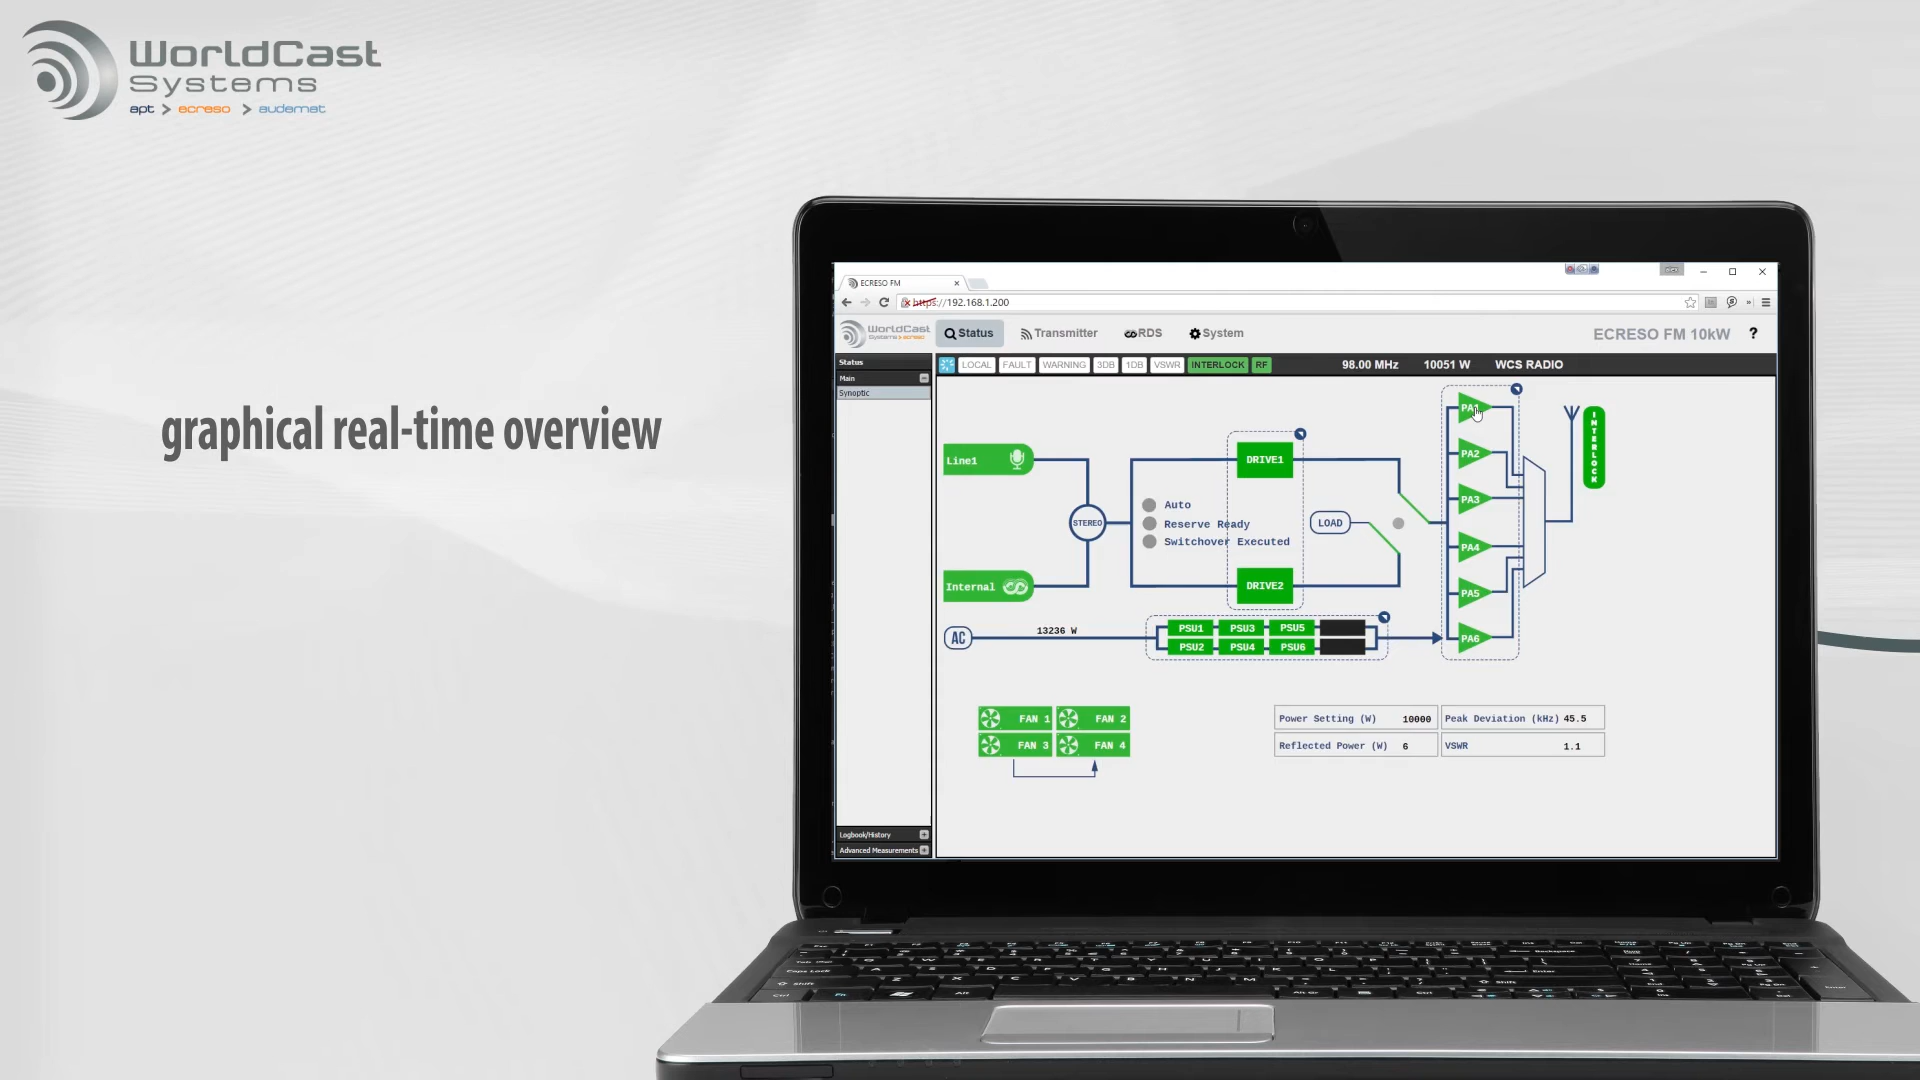 WorldCast
Systems
apt > ecreso > audemat
graphical real-time overview
ECRESO FM
https://192.168.1.200
WorldCast
Systems > ecreso
Status
Transmitter
RDS
System
ECRESO FM 10kW
?
Status
Main
Synoptic
LOCAL
FAULT
WARNING
3DB
1DB
VSWR
INTERLOCK
RF
98.00 MHz
10051 W
WCS RADIO
Line1
Internal
STEREO
Auto
Reserve Ready
Switchover Executed
DRIVE1
DRIVE2
LOAD
PA1
PA2
PA3
PA4
PA5
PA6
INTERLOCK
AC
13236 W
PSU1
PSU3
PSU5
PSU2
PSU4
PSU6
FAN 1
FAN 2
FAN 3
FAN 4
Power Setting (W) 10000
Peak Deviation (kHz) 45.5
Reflected Power (W) 6
VSWR 1.1
Logbook/History
Advanced Measurements